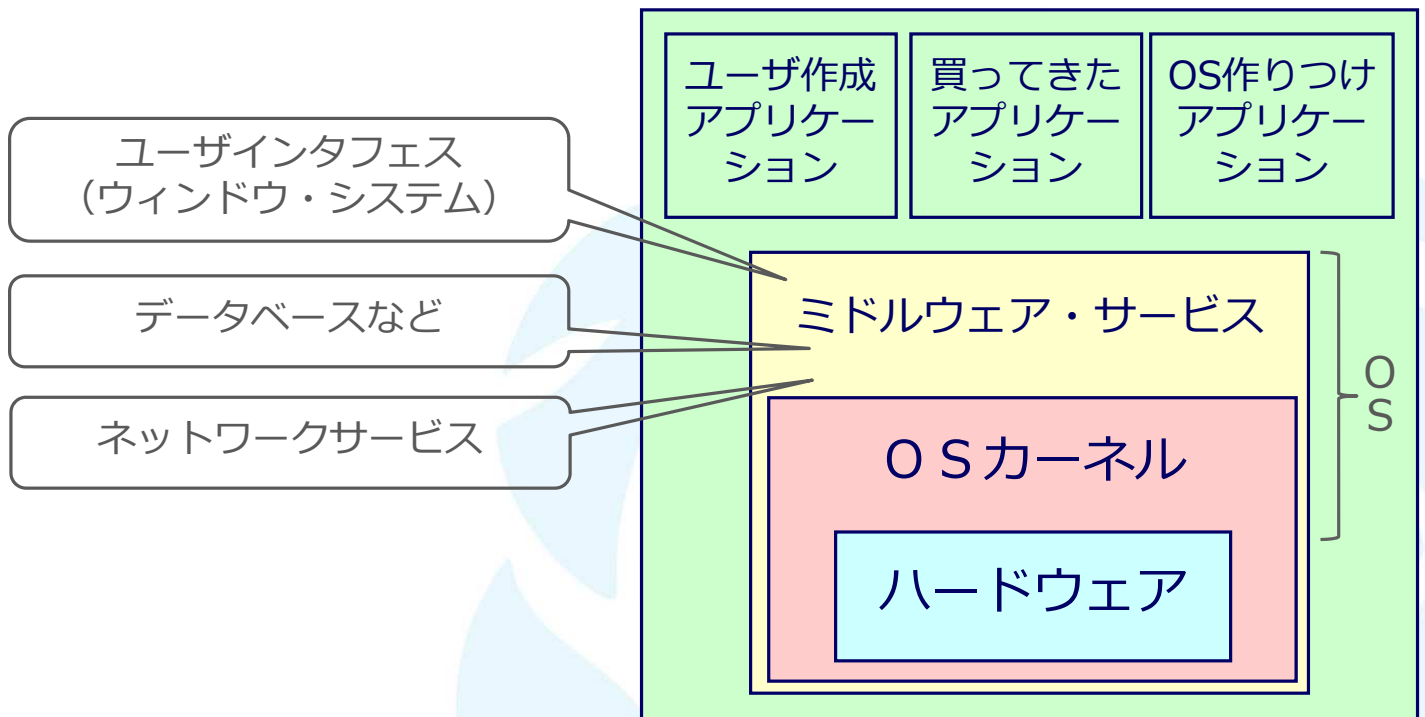 ユーザ作成
アプリケー
ション
買ってきた
アプリケー
ション
OS作りつけ
アプリケー
ション
ユーザインタフェス
（ウィンドウ・システム）
データベースなど
ネットワークサービス
ミドルウェア・サービス
ＯＳカーネル
ハードウェア
O
S